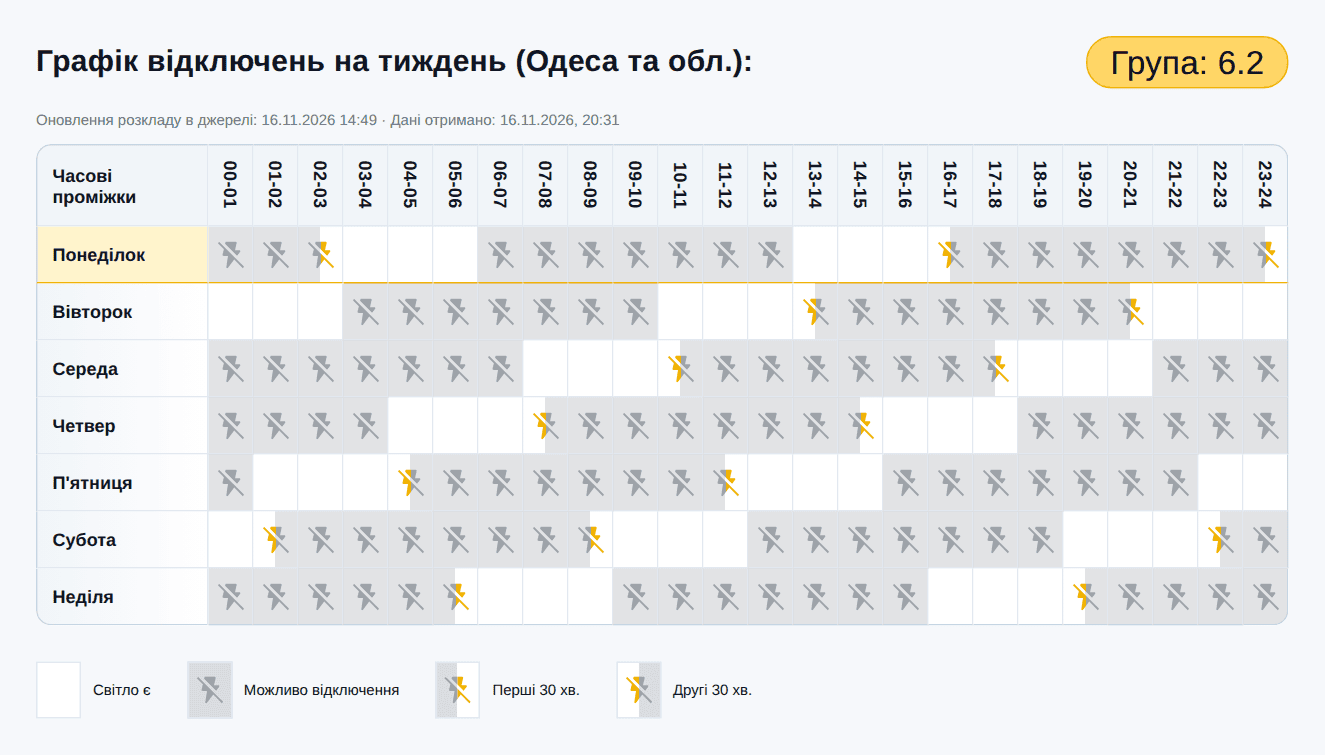 Графік відключень на тиждень (Одеса та обл.):
Група: 6.2
Оновлення розкладу в джерелі: 16.11.2026 14:49 · Дані отримано: 16.11.2026, 20:31
Часові
проміжки
00-01 01-02 02-03 03-04 04-05 05-06 06-07 07-08 08-09 09-10 10-11 11-12 12-13 13-14 14-15 15-16 16-17 17-18 18-19 19-20 20-21 21-22 22-23 23-24
Понеділок
Вівторок
Середа
Четвер
П'ятниця
Субота
Неділя
Світло є
Можливо відключення
Перші 30 хв.
Другі 30 хв.